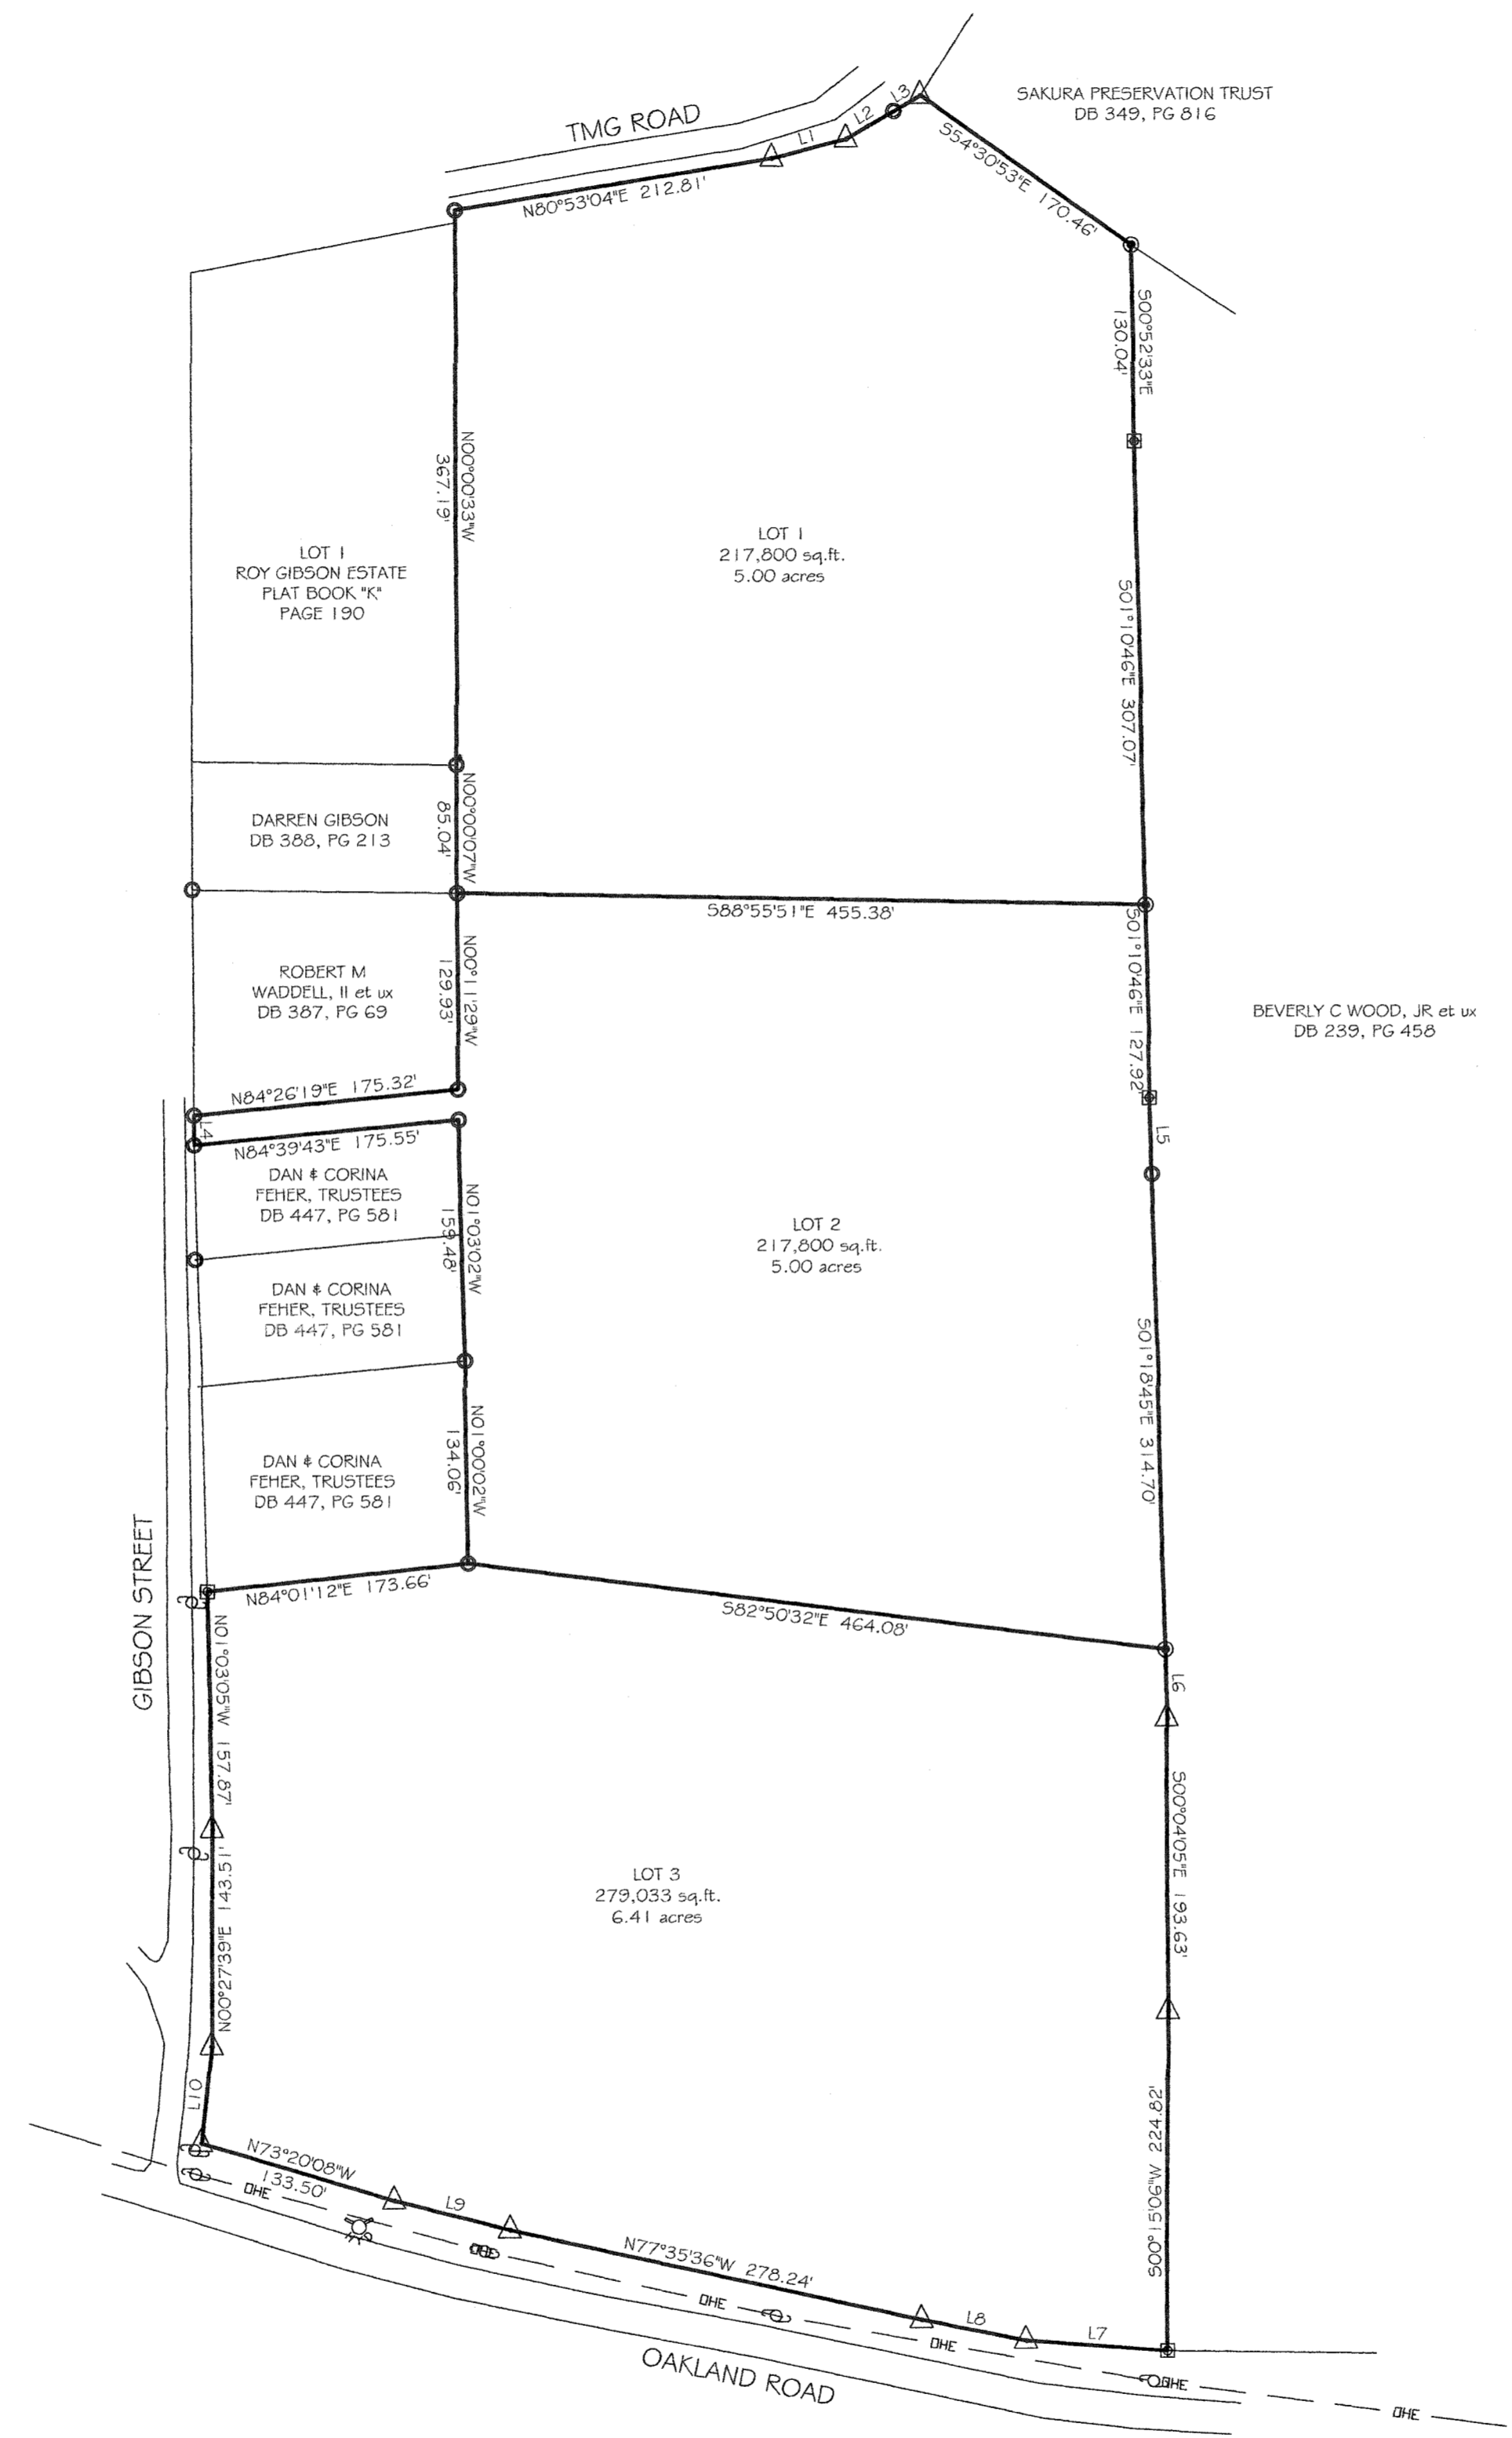 SAKURA PRESERVATION TRUST
DB 349, PG 816
TMG ROAD
L1
L2
L3
S54°30'53"E 170.46'
N80°53'04"E 212.81'
S00°52'33"E
130.04'
N00°00'33"W
367.19'
LOT 1
217,800 sq.ft.
5.00 acres
LOT 1
ROY GIBSON ESTATE
PLAT BOOK "K"
PAGE 190
S01°10'46"E 307.07'
DARREN GIBSON
DB 388, PG 213
N00°00'07"W
85.04'
S88°55'51"E 455.38'
ROBERT M
WADDELL, II et ux
DB 387, PG 69
N00°11'29"W
129.93'
S01°10'46"E 127.92'
BEVERLY C WOOD, JR et ux
DB 239, PG 458
N84°26'19"E 175.32'
L4
N84°39'43"E 175.55'
L5
DAN & CORINA
FEHER, TRUSTEES
DB 447, PG 581
N01°03'02"W
159.48'
LOT 2
217,800 sq.ft.
5.00 acres
DAN & CORINA
FEHER, TRUSTEES
DB 447, PG 581
S01°18'45"E 314.70'
DAN & CORINA
FEHER, TRUSTEES
DB 447, PG 581
N01°00'02"W
134.06'
GIBSON STREET
N84°01'12"E 173.66'
S82°50'32"E 464.08'
L6
N01°03'05"W 157.87'
S00°04'05"E 193.63'
LOT 3
279,033 sq.ft.
6.41 acres
N00°27'39"E 143.51'
L10
S00°15'06"W 224.82'
N73°20'08"W
133.50'
OHE
L9
OHE
N77°35'36"W 278.24'
OHE
L8
L7
OHE
OAKLAND ROAD
OHE
OHE